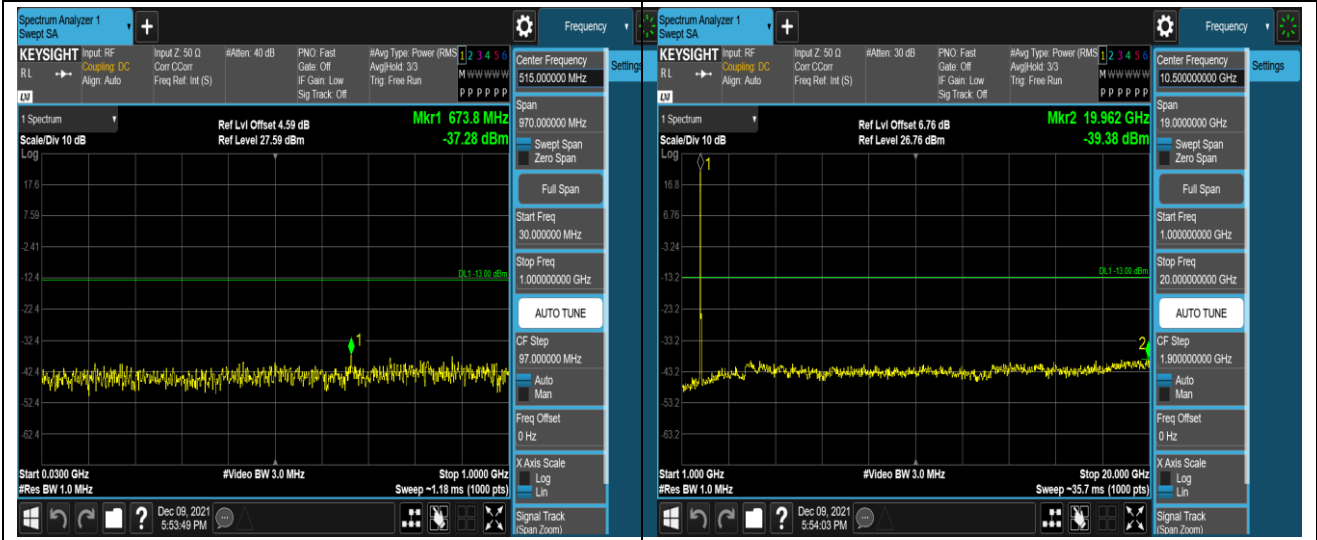 Spectrum Analyzer 1
Swept SA
+
Frequency
KEYSIGHT
RL
LXI
Input: RF
Coupling: DC
Align: Auto
Input Z: 50 Ω
Corr CCorr
Freq Ref: Int (S)
#Atten: 40 dB
PNO: Fast
Gate: Off
IF Gain: Low
Sig Track: Off
#Avg Type: Power (RMS
Avg|Hold: 3/3
Trig: Free Run
1 2 3 4 5 6
M W W W W W
P P P P P P
Center Frequency
515.000000 MHz
Settings
1 Spectrum
Scale/Div 10 dB
Log
Ref Lvl Offset 4.59 dB
Ref Level 27.59 dBm
Mkr1 673.8 MHz
-37.28 dBm
17.6
7.59
-2.41
-12.4
-22.4
-32.4
-42.4
-52.4
-62.4
DL1 -13.00 dBm
1
Start 0.0300 GHz
#Res BW 1.0 MHz
#Video BW 3.0 MHz
Stop 1.0000 GHz
Sweep ~1.18 ms (1000 pts)
Span
970.000000 MHz
Swept Span
Zero Span
Full Span
Start Freq
30.000000 MHz
Stop Freq
1.000000000 GHz
AUTO TUNE
CF Step
97.000000 MHz
Auto
Man
Freq Offset
0 Hz
X Axis Scale
Log
Lin
Signal Track
(Span Zoom)
?
Dec 09, 2021
5:53:49 PM
Spectrum Analyzer 1
Swept SA
+
Frequency
KEYSIGHT
RL
LXI
Input: RF
Coupling: DC
Align: Auto
Input Z: 50 Ω
Corr CCorr
Freq Ref: Int (S)
#Atten: 30 dB
PNO: Fast
Gate: Off
IF Gain: Low
Sig Track: Off
#Avg Type: Power (RMS
Avg|Hold: 3/3
Trig: Free Run
1 2 3 4 5 6
M W W W W W
P P P P P P
Center Frequency
10.500000000 GHz
Settings
1 Spectrum
Scale/Div 10 dB
Log
Ref Lvl Offset 6.76 dB
Ref Level 26.76 dBm
Mkr2 19.962 GHz
-39.38 dBm
1
16.8
6.76
-3.24
-13.2
-23.2
-33.2
-43.2
-53.2
-63.2
DL1 -13.00 dBm
2
Start 1.000 GHz
#Res BW 1.0 MHz
#Video BW 3.0 MHz
Stop 20.000 GHz
Sweep ~35.7 ms (1000 pts)
Span
19.0000000 GHz
Swept Span
Zero Span
Full Span
Start Freq
1.000000000 GHz
Stop Freq
20.000000000 GHz
AUTO TUNE
CF Step
1.900000000 GHz
Auto
Man
Freq Offset
0 Hz
X Axis Scale
Log
Lin
Signal Track
(Span Zoom)
?
Dec 09, 2021
5:54:03 PM